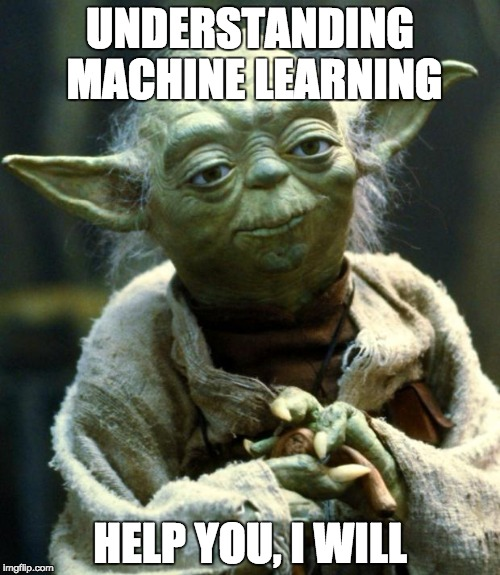 UNDERSTANDING
MACHINE LEARNING
HELP YOU, I WILL
imgflip.com